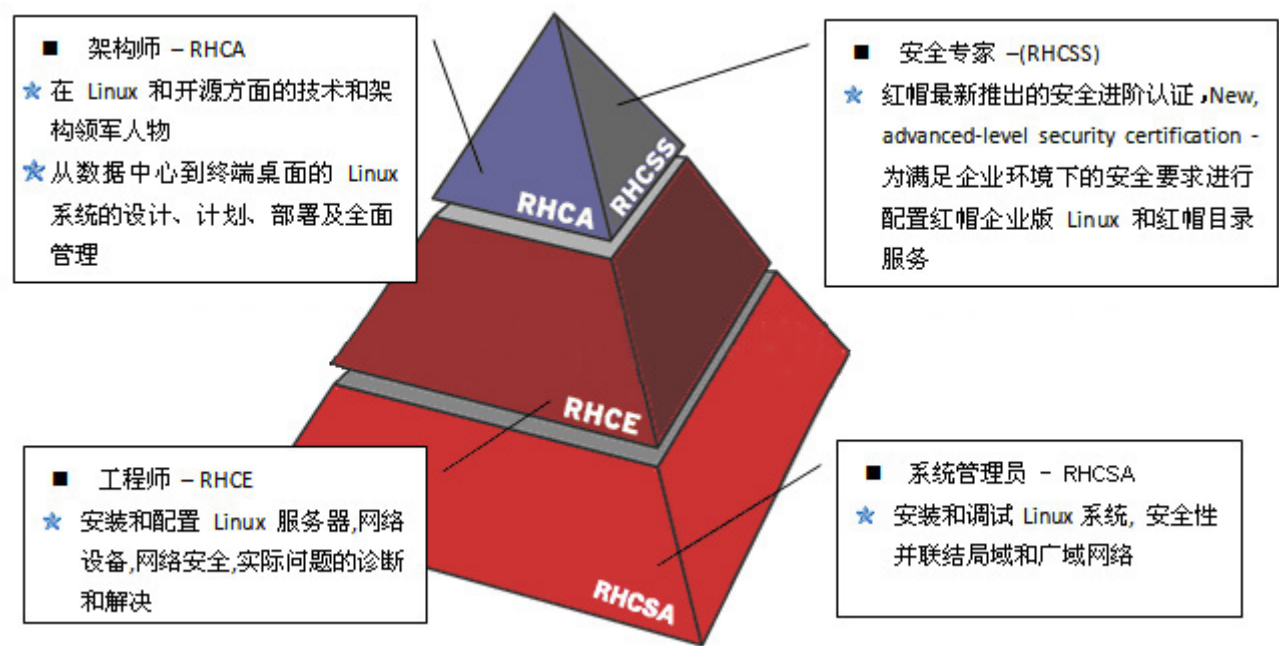 ■ 架构师 – RHCA
在 Linux 和开源方面的技术和架
构领军人物
从数据中心到终端桌面的 Linux
系统的设计、计划、部署及全面
管理
■ 安全专家 –(RHCSS)
红帽最新推出的安全进阶认证,New,
advanced-level security certification -
为满足企业环境下的安全要求进行
配置红帽企业版 Linux 和红帽目录
服务
RHCA
RHCSS
RHCE
RHCSA
■ 工程师 – RHCE
安装和配置 Linux 服务器,网络
设备,网络安全,实际问题的诊断
和解决
■ 系统管理员 - RHCSA
安装和调试 Linux 系统, 安全性
并联结局域和广域网络